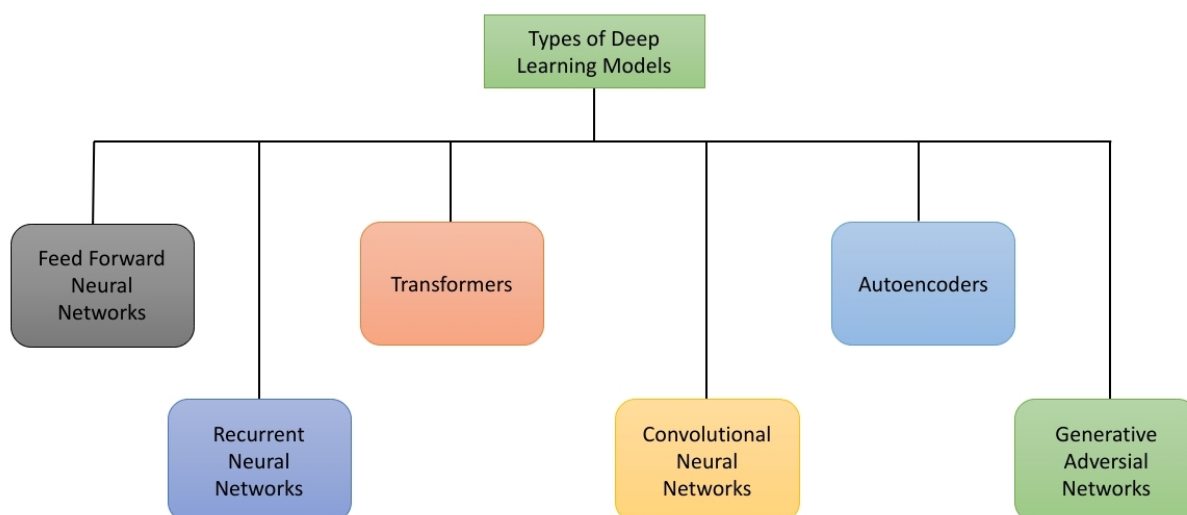 Types of Deep
Learning Models
Feed Forward
Neural
Networks
Transformers
Autoencoders
Recurrent
Neural
Networks
Convolutional
Neural
Networks
Generative
Adversial
Networks